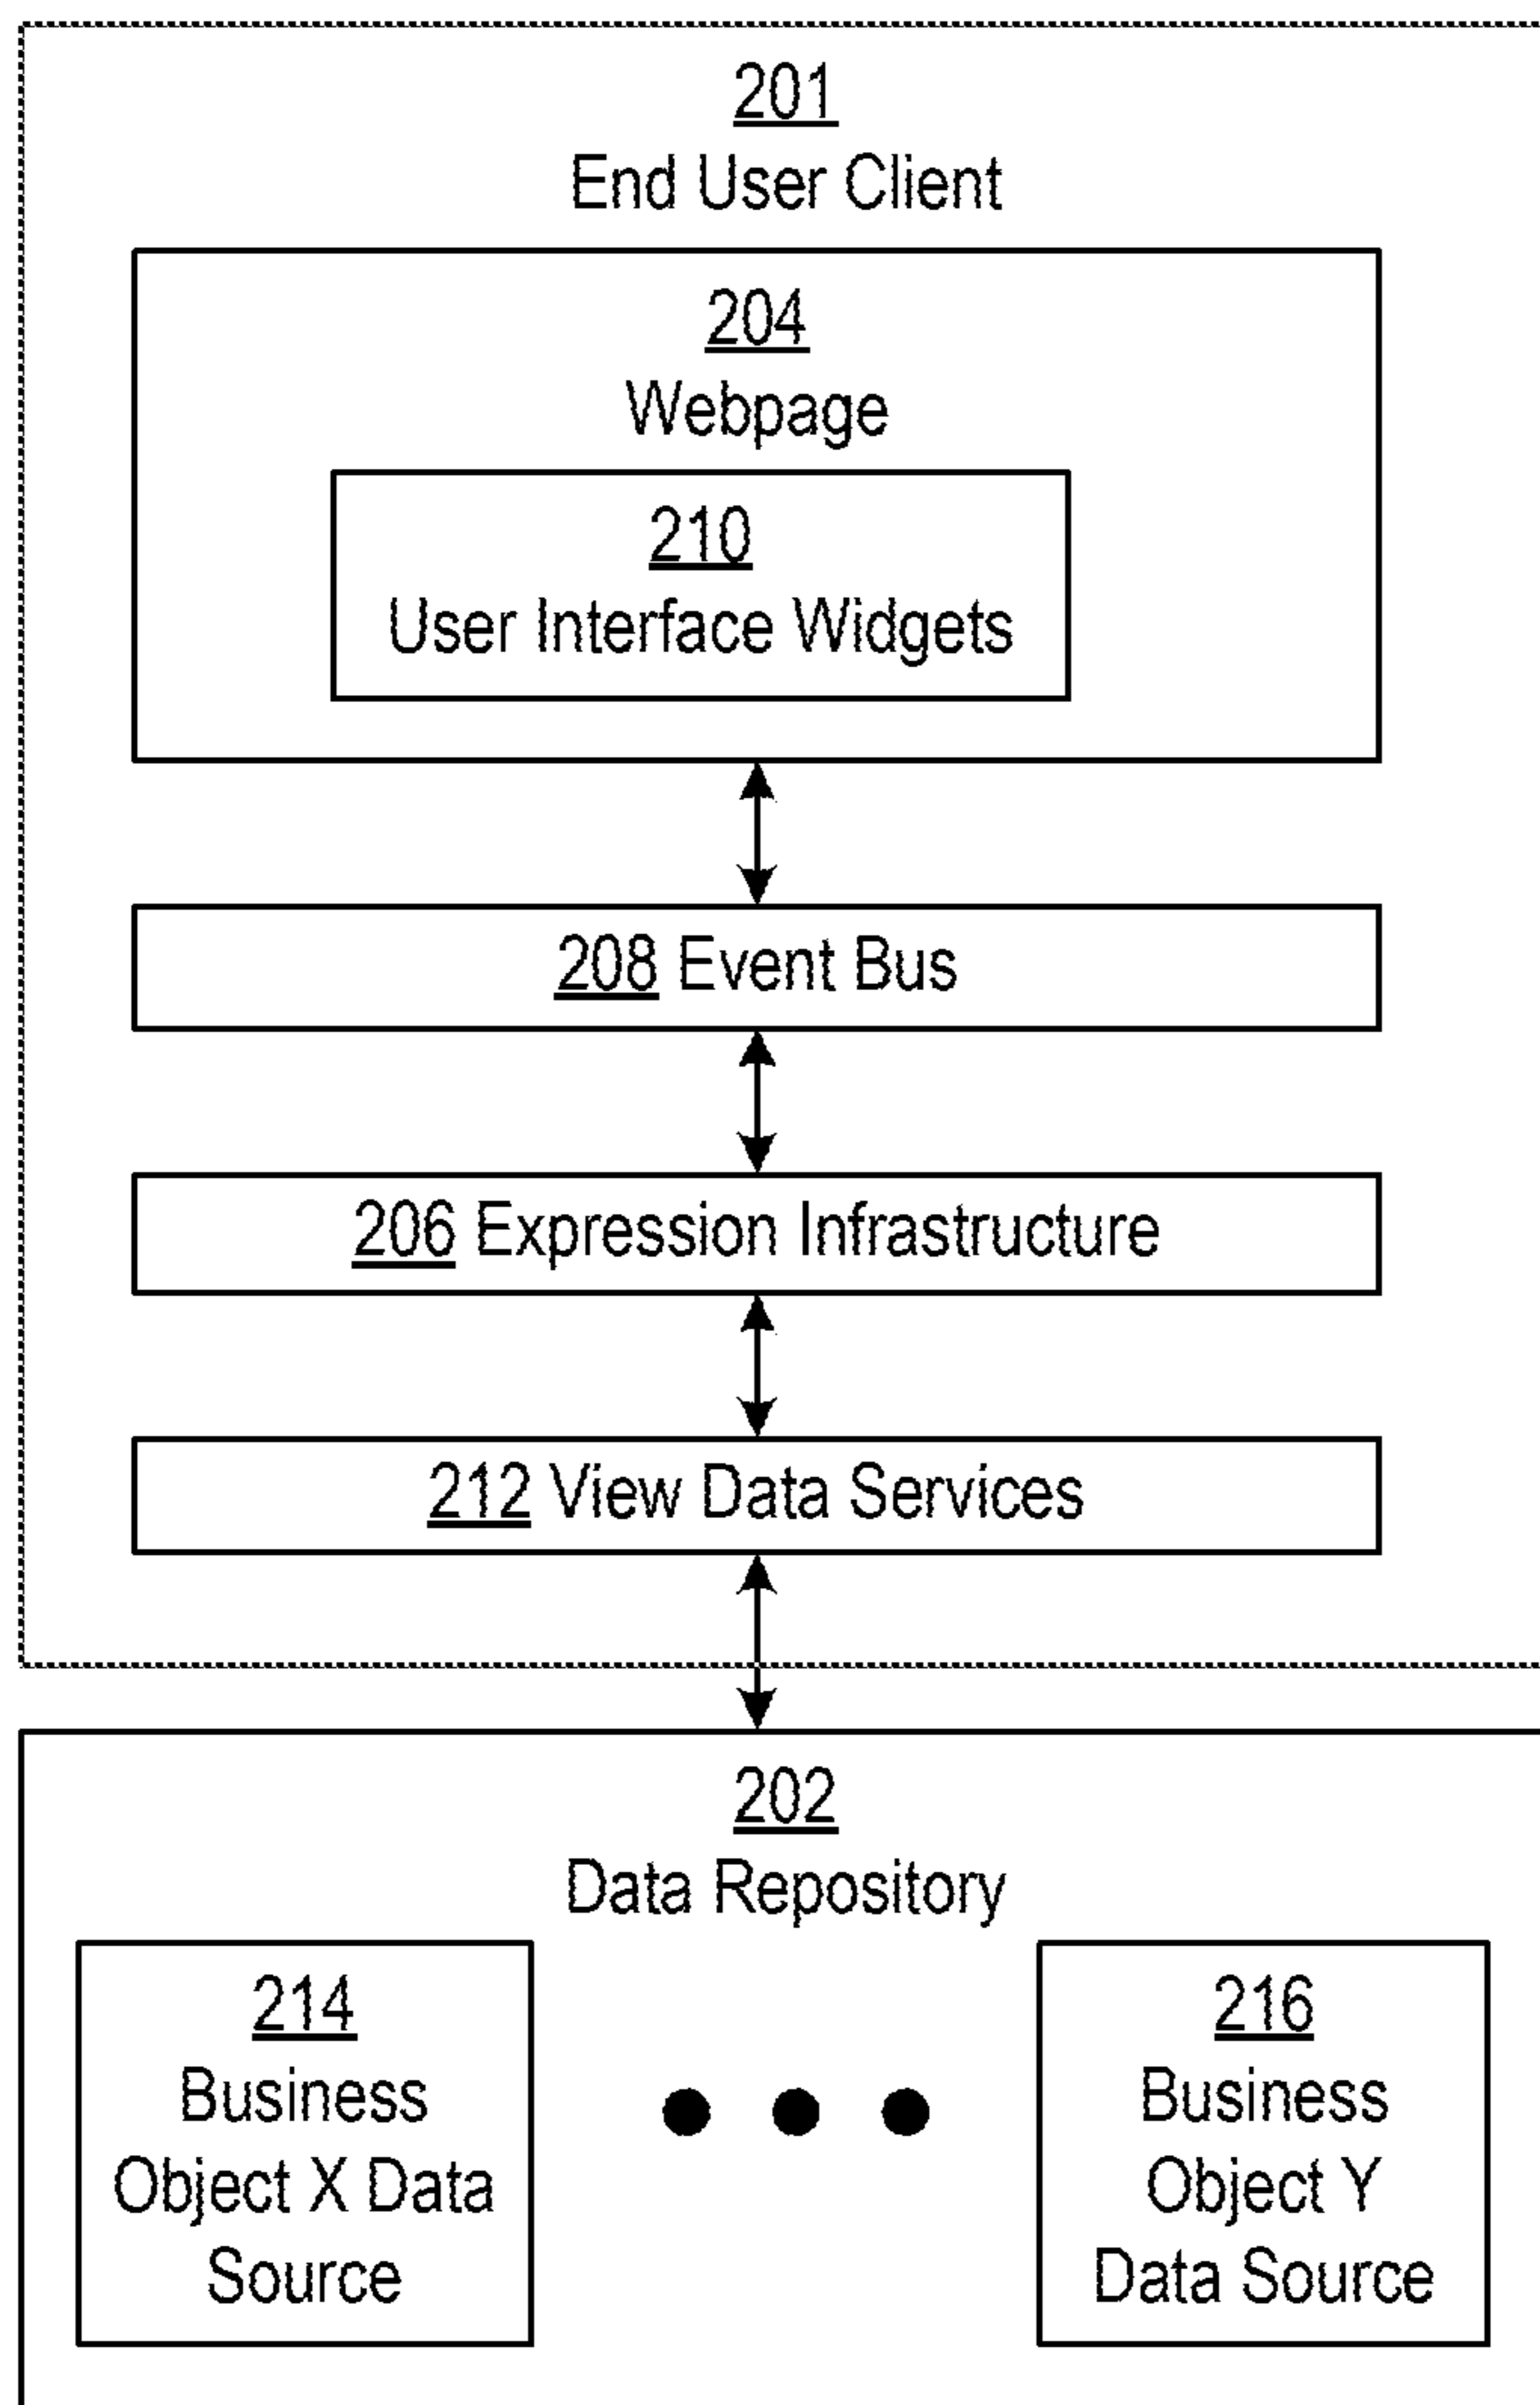 201
End User Client
204
Webpage
210
User Interface Widgets
208 Event Bus
206 Expression Infrastructure
212 View Data Services
202
Data Repository
214
Business
Object X Data
Source
216
Business
Object Y
Data Source